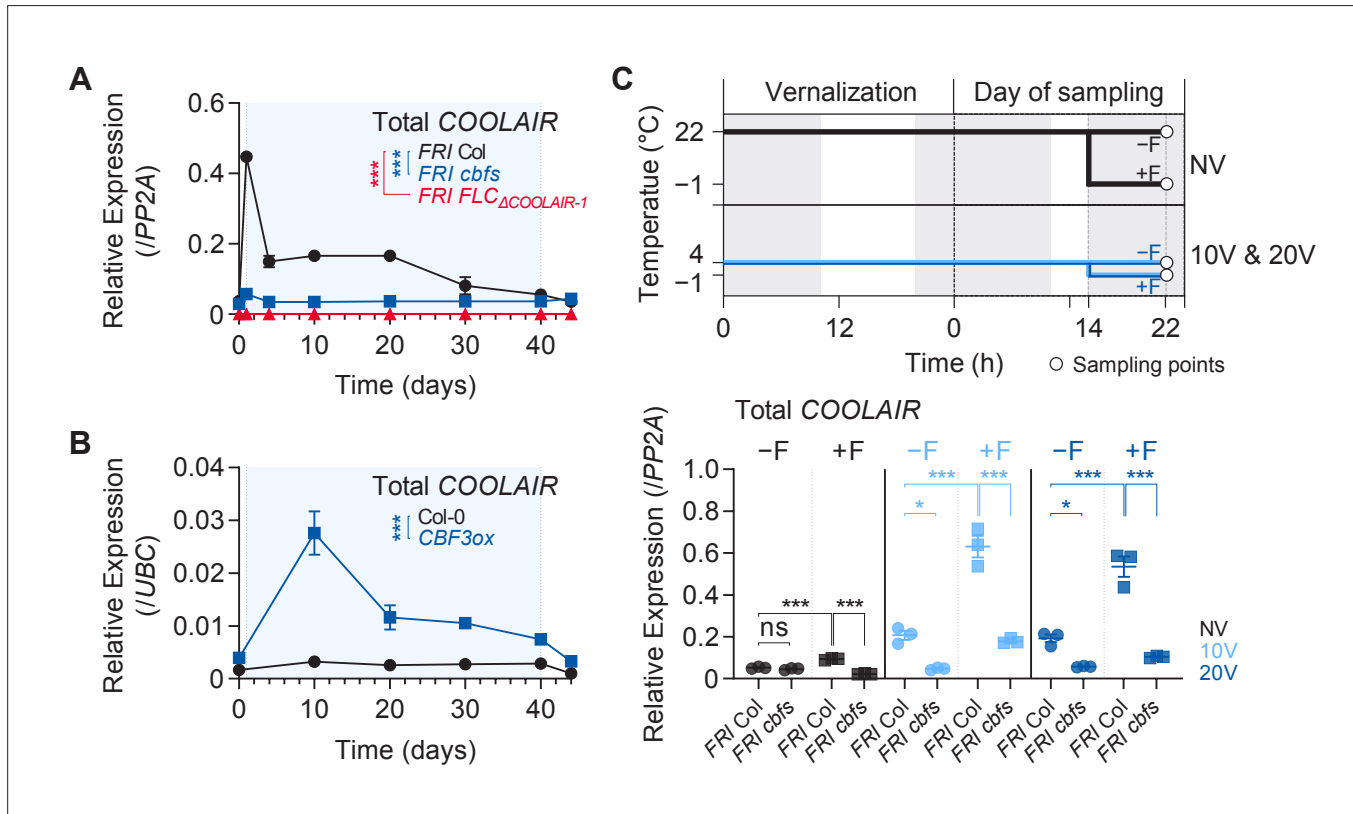 A
Relative Expression
(/PP2A)
0.6
0.4
0.2
0
Total COOLAIR
FRI Col
FRI cbfs
FRI FLCΔCOOLAIR-1
***
***
0 10 20 30 40
Time (days)
B
Relative Expression
(/UBC)
0.04
0.03
0.02
0.01
0
Total COOLAIR
Col-0
CBF3ox
***
0 10 20 30 40
Time (days)
C
Vernalization Day of sampling
Temperatue (°C)
22
−1
4
−1
−F
+F
NV
−F
+F
10V & 20V
0 12 0 14 22
Time (h)
Sampling points
Total COOLAIR
−F +F −F +F −F +F
Relative Expression (/PP2A)
1.0
0.8
0.6
0.4
0.2
0
*** *** *** ***
* *
*** ***
ns
NV
10V
20V
FRI Col FRI cbfs FRI Col FRI cbfs FRI Col FRI cbfs FRI Col FRI cbfs FRI Col FRI cbfs FRI Col FRI cbfs